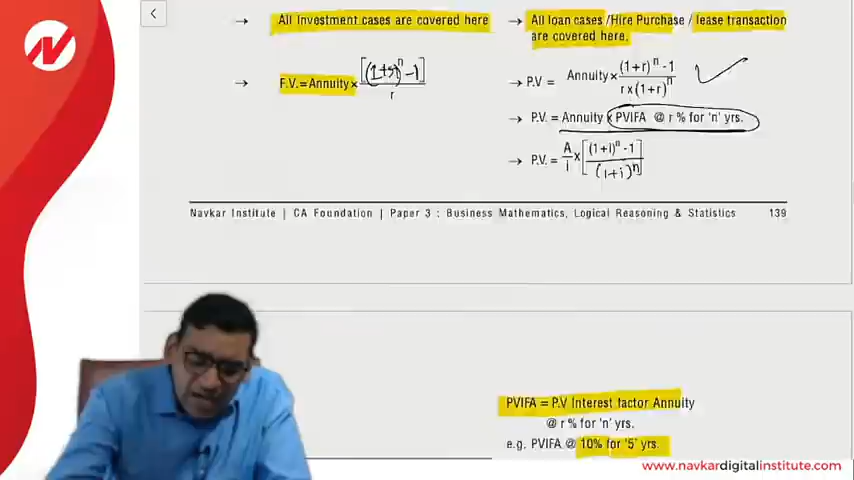 → All Investment cases are covered here
→ F.V. = Annuity × [(1+r)ⁿ -1] / r
→ All loan cases /Hire Purchase / lease transaction
are covered here.
→ P.V = Annuity × (1+r)ⁿ -1 / r x (1+r)ⁿ
→ P.V. = Annuity × PVIFA @ r % for 'n' yrs.
→ P.V. = A/i × [(1+i)ⁿ -1 / (1+i)ⁿ]
Navkar Institute | CA Foundation | Paper 3 : Business Mathematics, Logical Reasoning & Statistics 139
PVIFA = P.V Interest factor Annuity
@ r % for 'n' yrs.
e.g. PVIFA @ 10% for '5' yrs.
www.navkardigitalinstitute.com